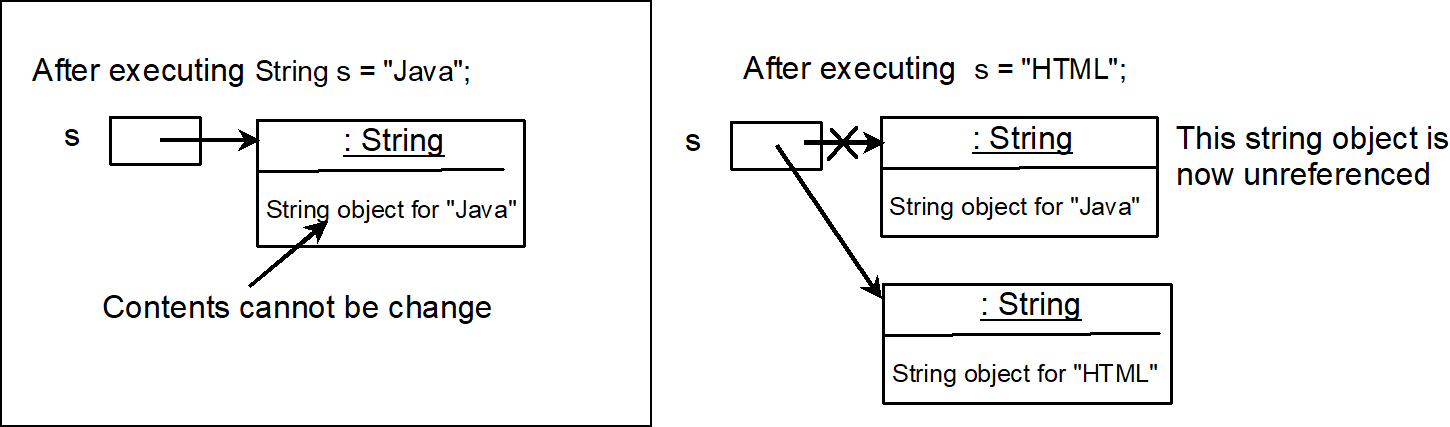 After executing String s = "Java";
s
: String
String object for "Java"
Contents cannot be change
After executing s = "HTML";
s
: String
String object for "Java"
This string object is
now unreferenced
: String
String object for "HTML"